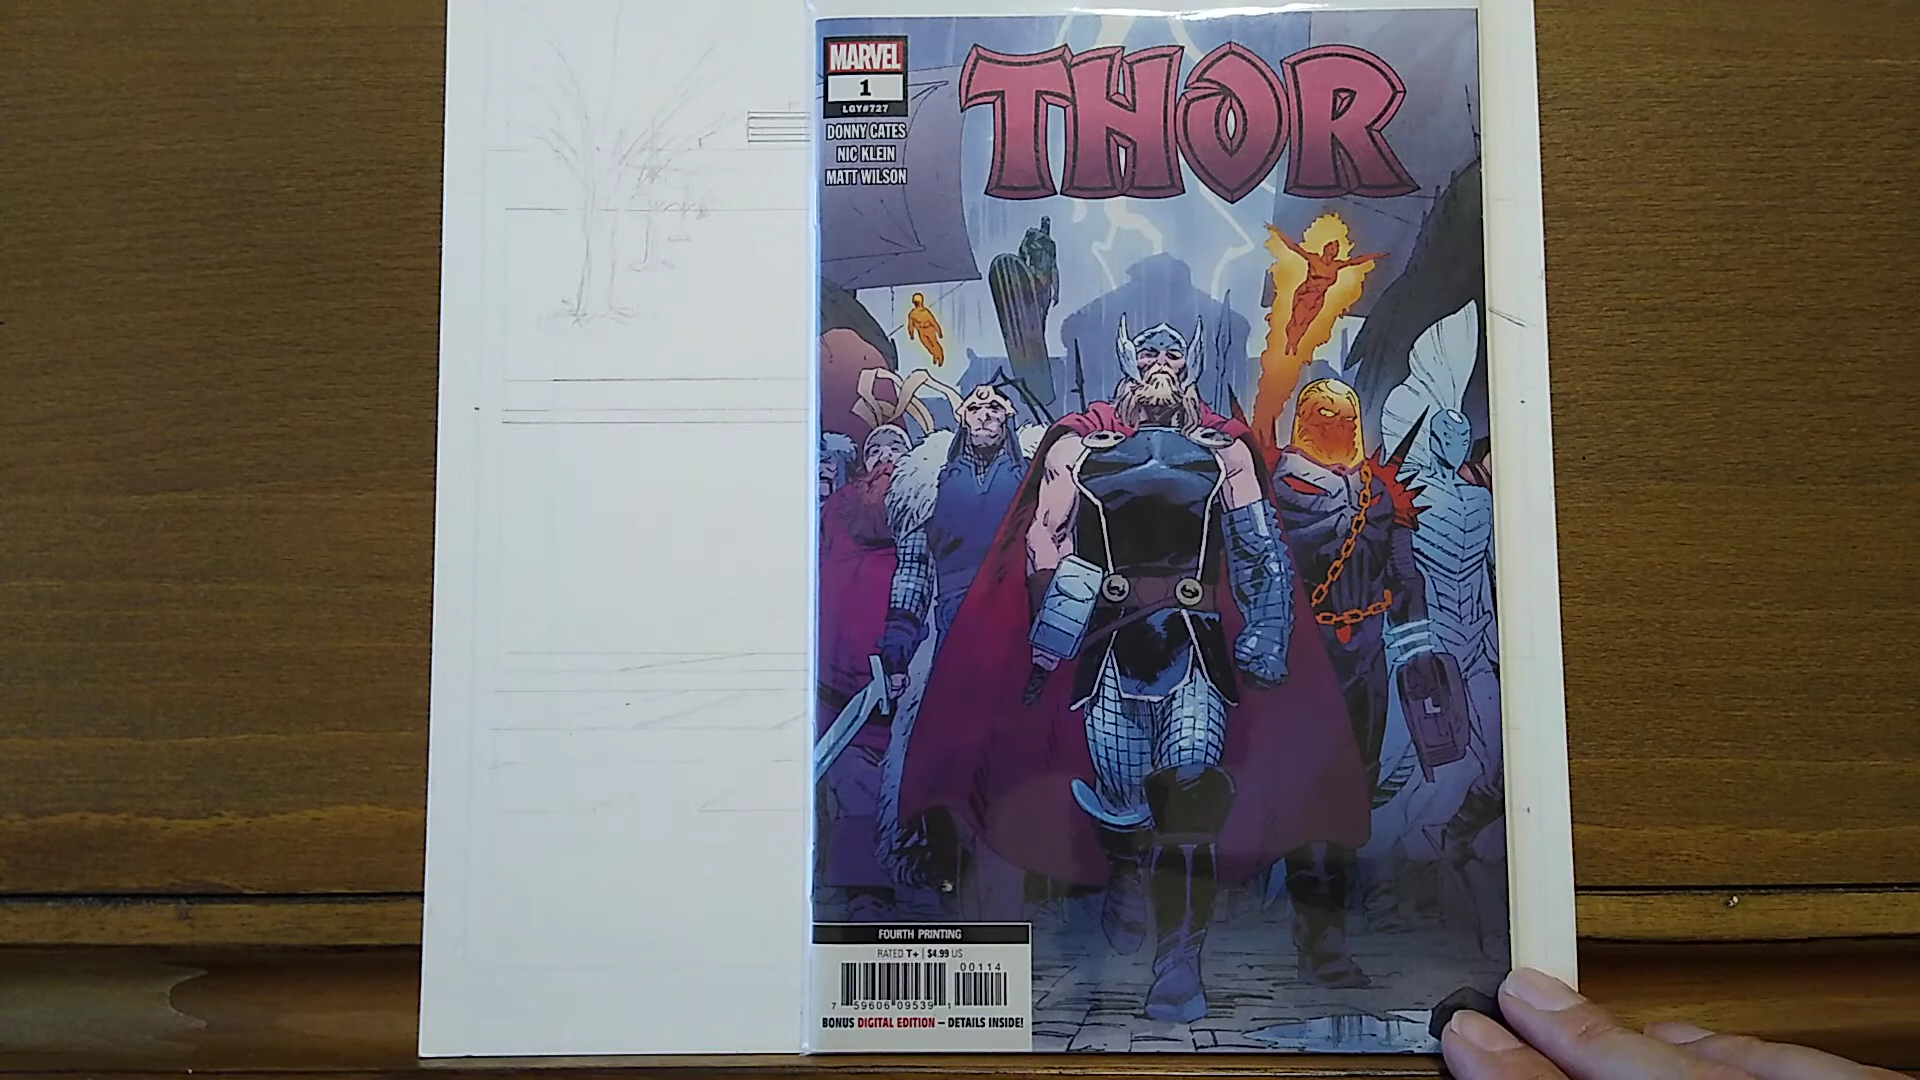 MARVEL
1
LGY#727
DONNY CATES
NIC KLEIN
MATT WILSON
THOR
FOURTH PRINTING
RATED T+ | $4.99 US
00114
7 59606 09539 1
BONUS DIGITAL EDITION – DETAILS INSIDE!